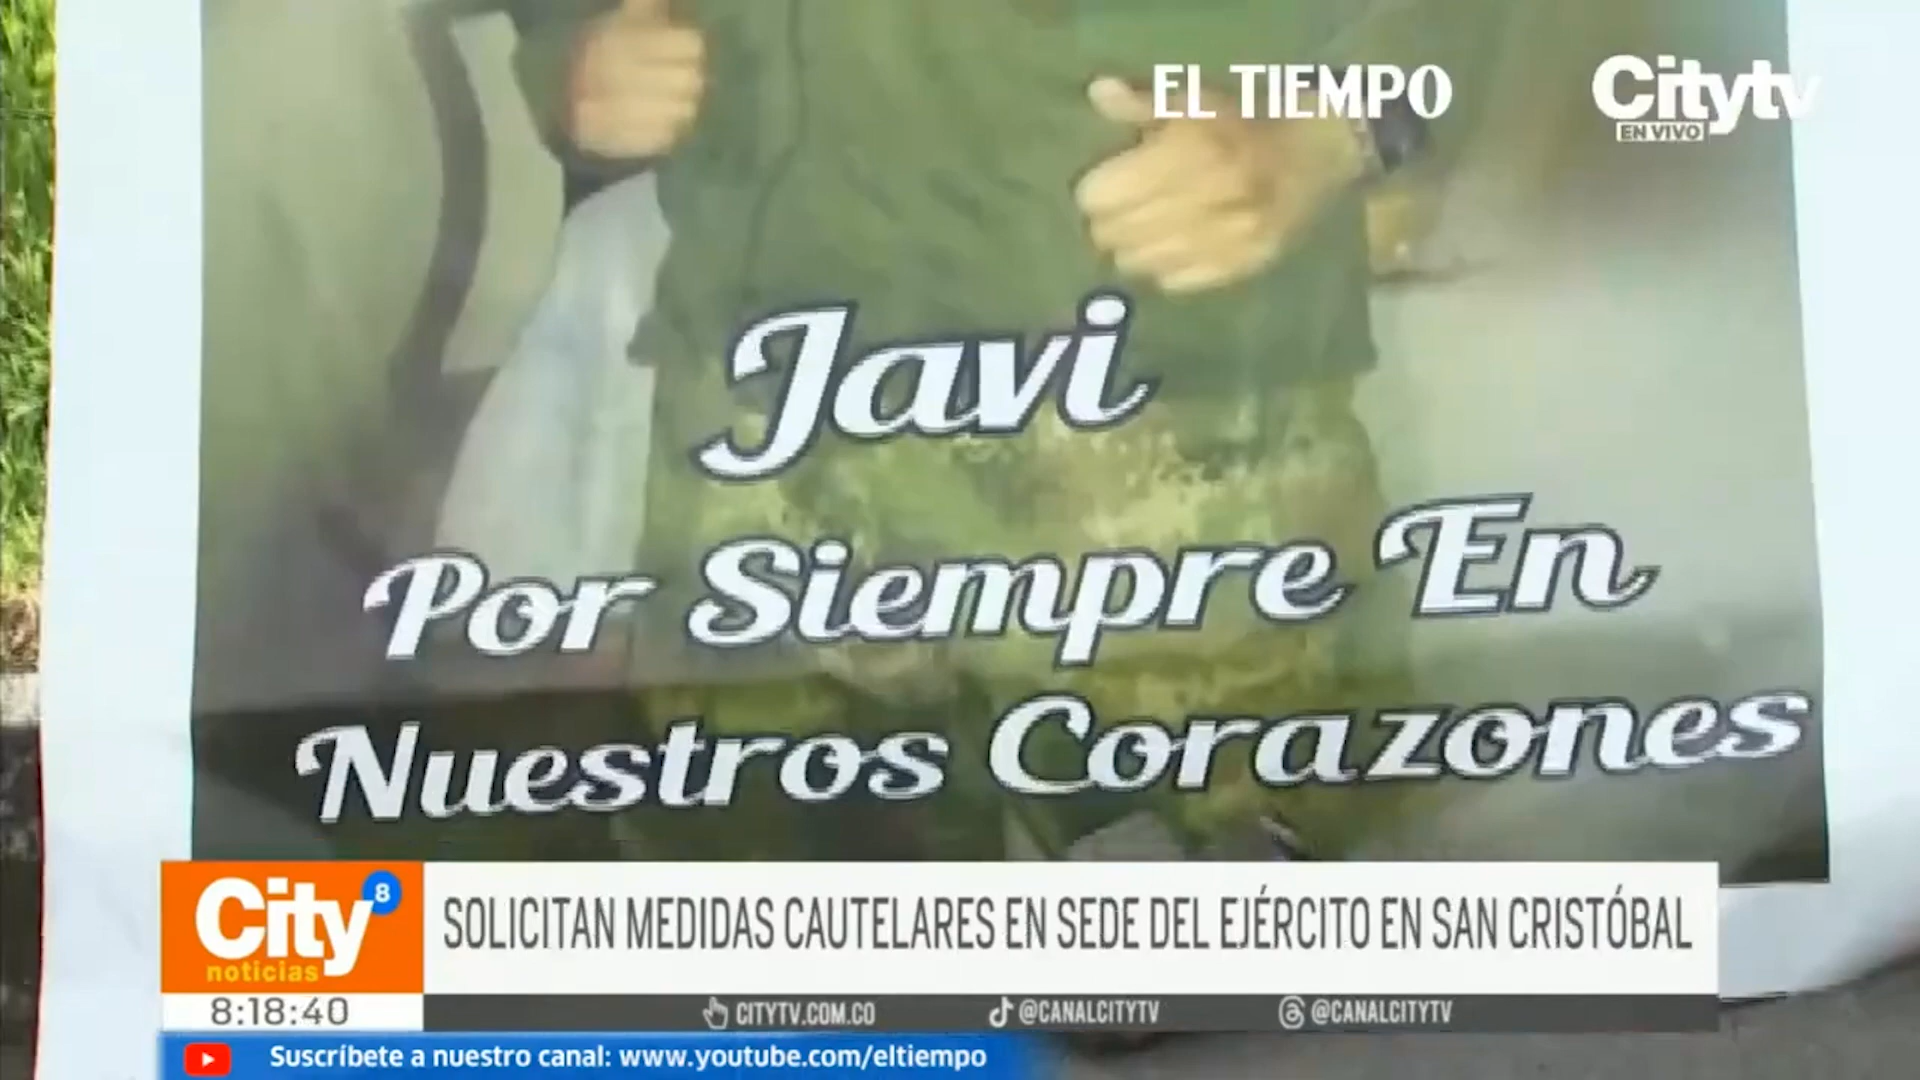 EL TIEMPO
Citytv
EN VIVO
Javi
Por Siempre En
Nuestros Corazones
City 8
noticias
SOLICITAN MEDIDAS CAUTELARES EN SEDE DEL EJÉRCITO EN SAN CRISTÓBAL
8:18:40
CITYTV.COM.CO
@CANALCITYTV
@CANALCITYTV
Suscríbete a nuestro canal: www.youtube.com/eltiempo